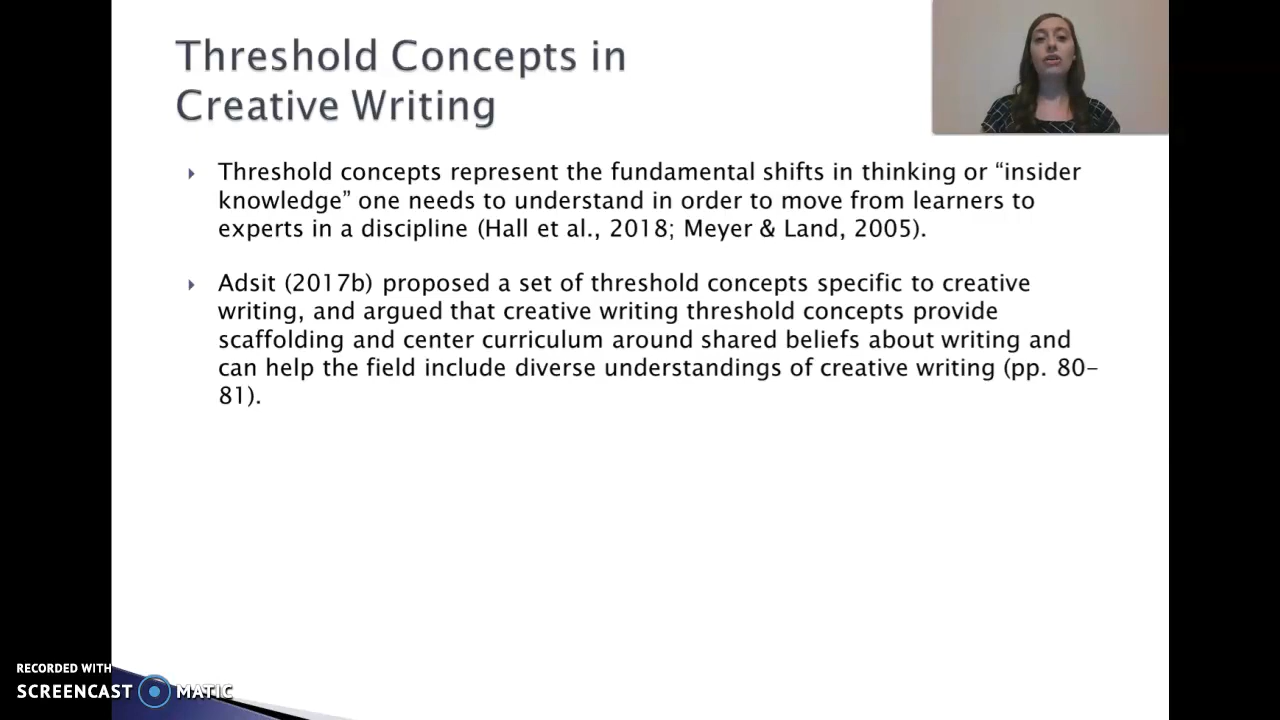 Threshold Concepts in
Creative Writing
Threshold concepts represent the fundamental shifts in thinking or “insider
knowledge” one needs to understand in order to move from learners to
experts in a discipline (Hall et al., 2018; Meyer & Land, 2005).
Adsit (2017b) proposed a set of threshold concepts specific to creative
writing, and argued that creative writing threshold concepts provide
scaffolding and center curriculum around shared beliefs about writing and
can help the field include diverse understandings of creative writing (pp. 80-
81).
RECORDED WITH
SCREENCAST MATIC